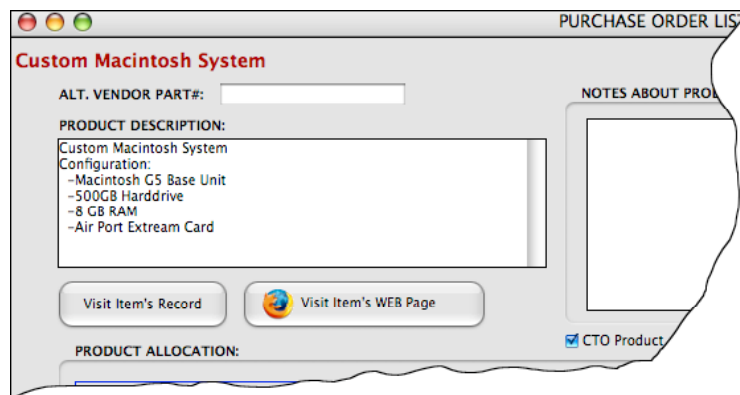 PURCHASE ORDER LIS
Custom Macintosh System
ALT. VENDOR PART#:
NOTES ABOUT PROD
PRODUCT DESCRIPTION:
Custom Macintosh System
Configuration:
-Macintosh G5 Base Unit
-500GB Harddrive
-8 GB RAM
-Air Port Extream Card
Visit Item's Record
Visit Item's WEB Page
CTO Product
PRODUCT ALLOCATION: